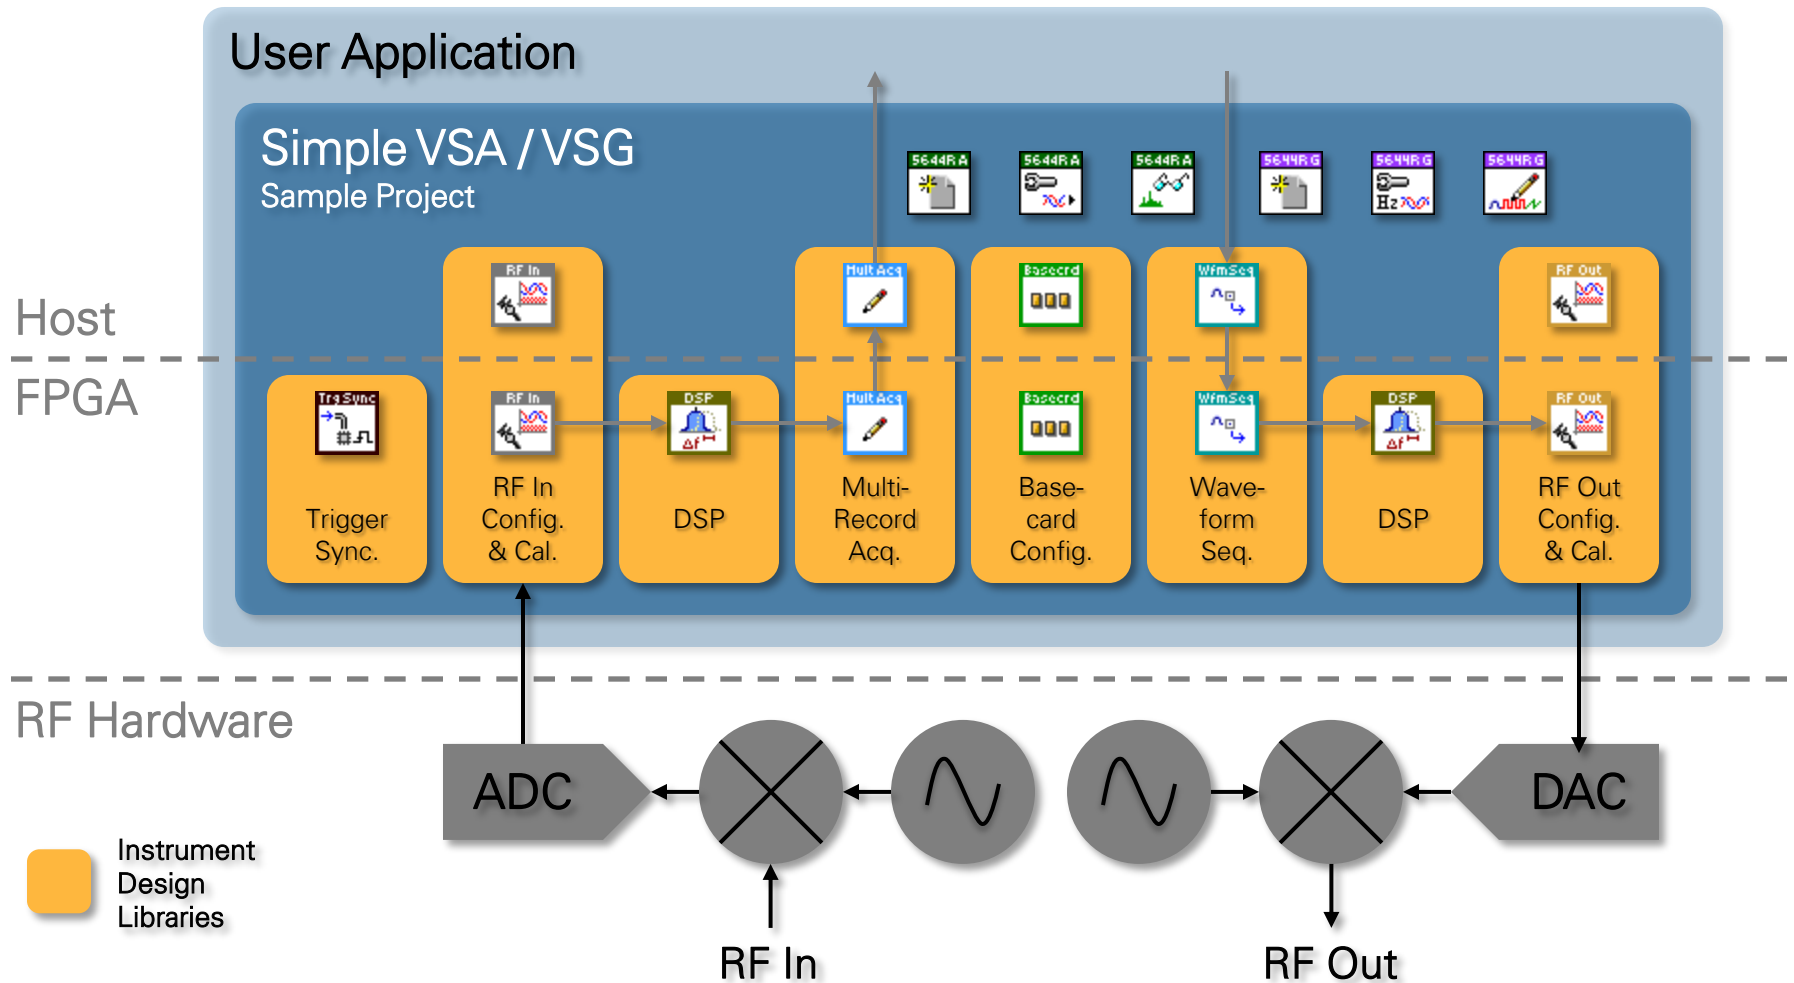 User Application
Simple VSA / VSG
Sample Project
5644R A
5644R A
5644R A
5644R G
5644R G
Hz
5644R G
RF In
Mult Acq
Basecrd
WfmSeq
RF Out
Host
FPGA
Trg Sync
RF In
DSP
Δf
Mult Acq
Basecrd
WfmSeq
DSP
Δf
RF Out
Trigger
Sync.
RF In
Config.
& Cal.
DSP
Multi-
Record
Acq.
Base-
card
Config.
Wave-
form
Seq.
DSP
RF Out
Config.
& Cal.
RF Hardware
ADC
DAC
Instrument
Design
Libraries
RF In
RF Out